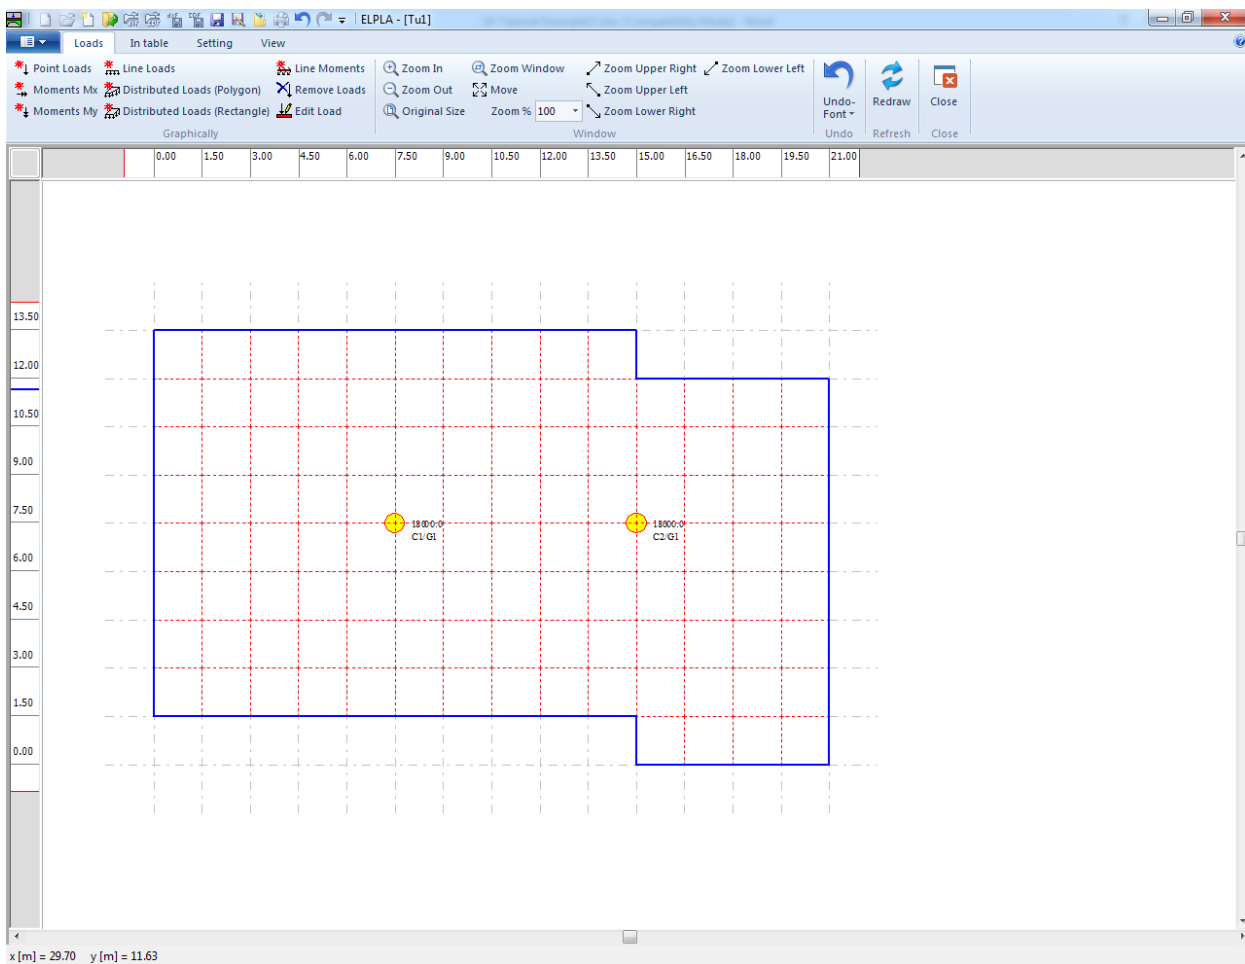 ELPLA - [Tu1]
Loads In table Setting View
Point Loads Line Loads Line Moments Zoom In Zoom Window Zoom Upper Right Zoom Lower Left
Moments Mx Distributed Loads (Polygon) Remove Loads Zoom Out Move Zoom Upper Left
Moments My Distributed Loads (Rectangle) Edit Load Original Size Zoom % 100 Zoom Lower Right
Undo-Font Redraw Close
Graphically Window Undo Refresh Close
0.00 1.50 3.00 4.50 6.00 7.50 9.00 10.50 12.00 13.50 15.00 16.50 18.00 19.50 21.00
13.50
12.00
10.50
9.00
7.50
18000.0 18000.0
C1/G1 C2/G1
6.00
4.50
3.00
1.50
0.00
x [m] = 29.70 y [m] = 11.63